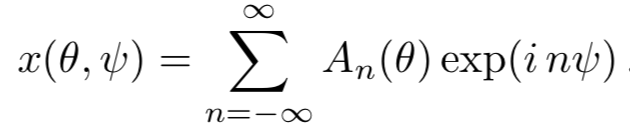 x(θ, ψ) = ∑_{n=−∞}^{∞} A_n(θ) exp(i nψ) .